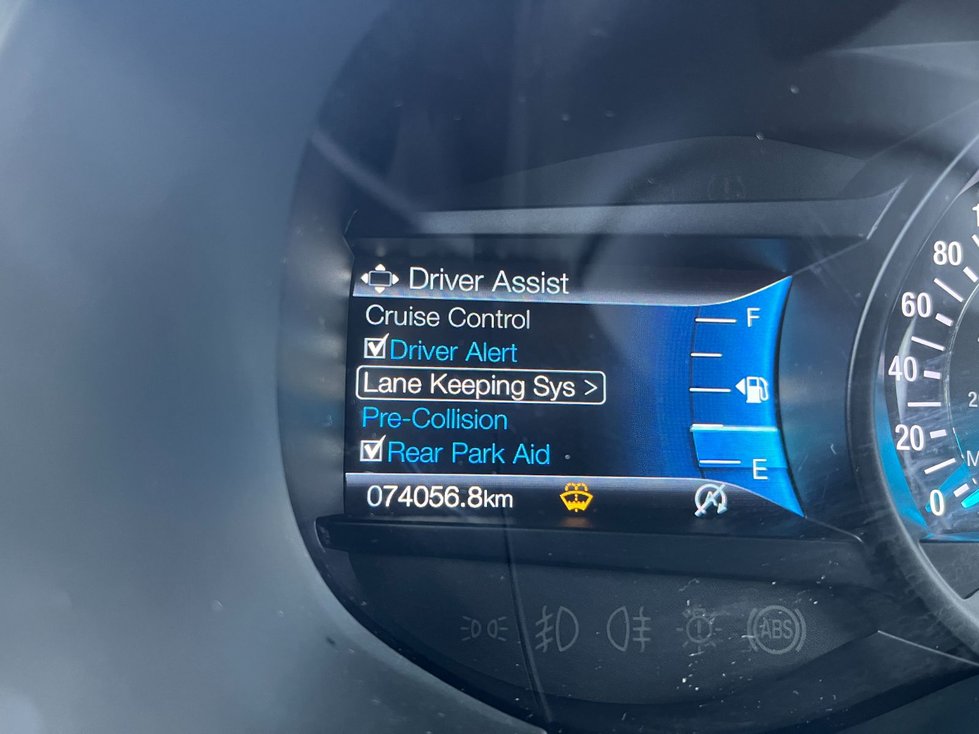 Driver Assist
Cruise Control
Driver Alert
Lane Keeping Sys >
Pre-Collision
Rear Park Aid
074056.8km
F
E
A
80
60
40
20
0
ABS